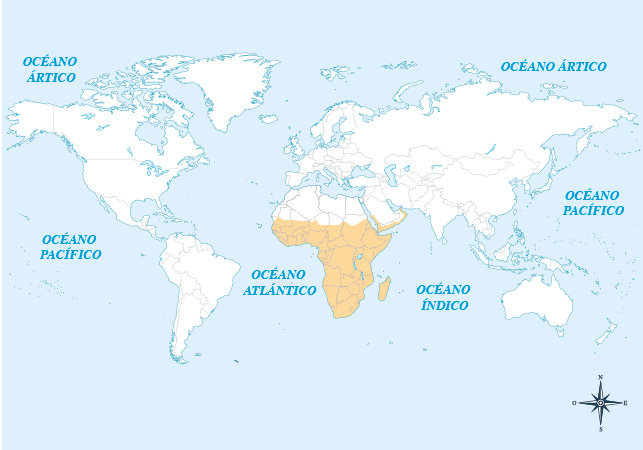 OCÉANO
ÁRTICO
OCÉANO ÁRTICO
OCÉANO
PACÍFICO
OCÉANO
PACÍFICO
OCÉANO
ATLÁNTICO
OCÉANO
ÍNDICO
N
O E
S